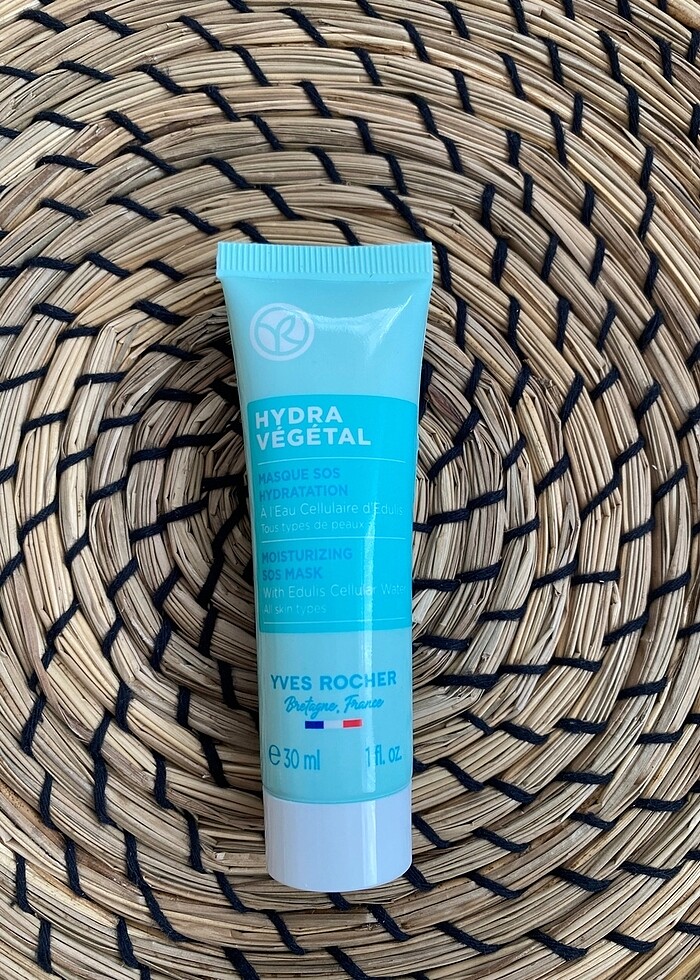 HYDRA
VÉGÉTAL
MASQUE SOS
HYDRATATION
À l'Eau Cellulaire d'Edulis
Tous types de peaux
MOISTURIZING
SOS MASK
With Edulis Cellular Water
All skin types
YVES ROCHER
Bretagne, France
℮ 30 ml 1 fl. oz.